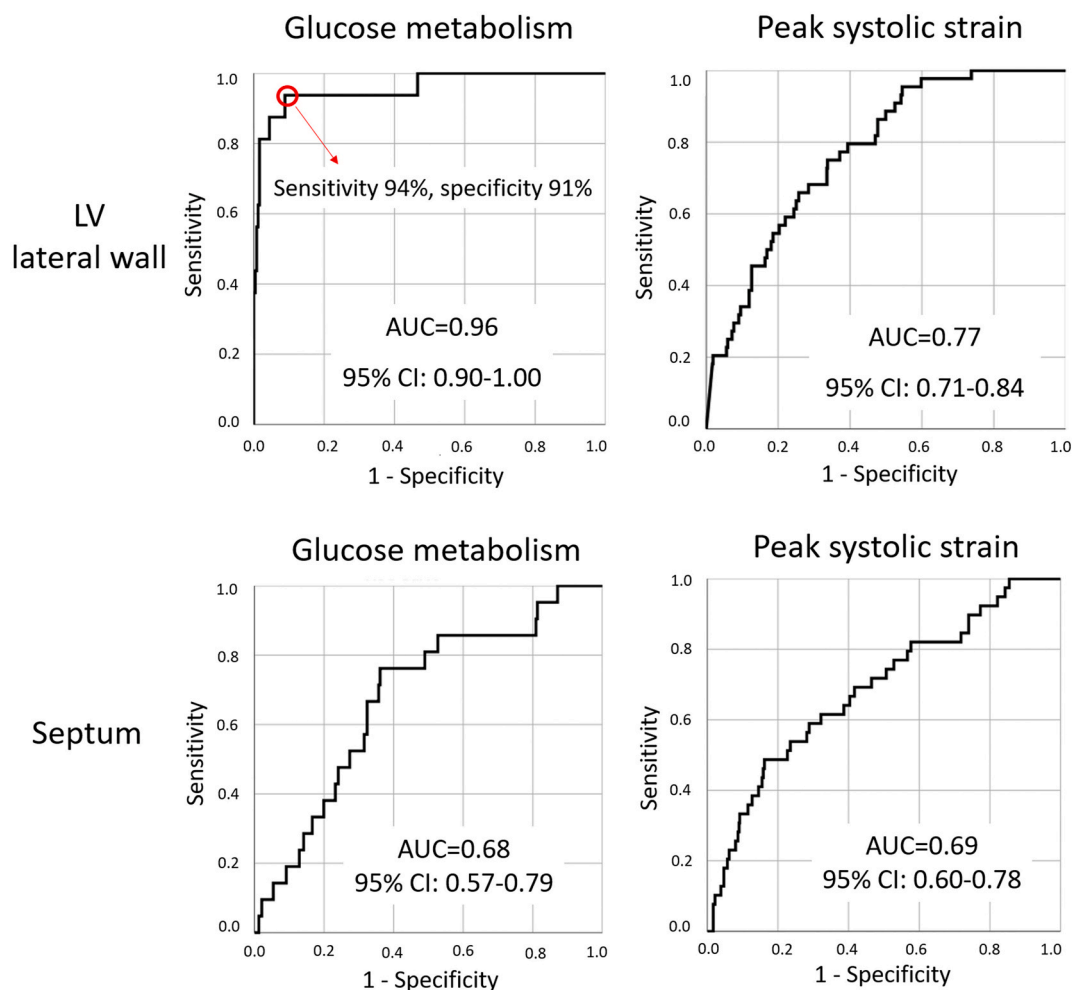 Glucose metabolism
Peak systolic strain
LV
lateral wall
Sensitivity
1.0
0.8
0.6
0.4
0.2
0.0
Sensitivity 94%, specificity 91%
AUC=0.96
95% CI: 0.90-1.00
0.0 0.2 0.4 0.6 0.8 1.0
1 - Specificity
Sensitivity
1.0
0.8
0.6
0.4
0.2
0.0
AUC=0.77
95% CI: 0.71-0.84
0.0 0.2 0.4 0.6 0.8 1.0
1 - Specificity
Glucose metabolism
Peak systolic strain
Septum
Sensitivity
1.0
0.8
0.6
0.4
0.2
0.0
AUC=0.68
95% CI: 0.57-0.79
0.0 0.2 0.4 0.6 0.8 1.0
1 - Specificity
Sensitivity
1.0
0.8
0.6
0.4
0.2
0.0
AUC=0.69
95% CI: 0.60-0.78
0.0 0.2 0.4 0.6 0.8 1.0
1 - Specificity